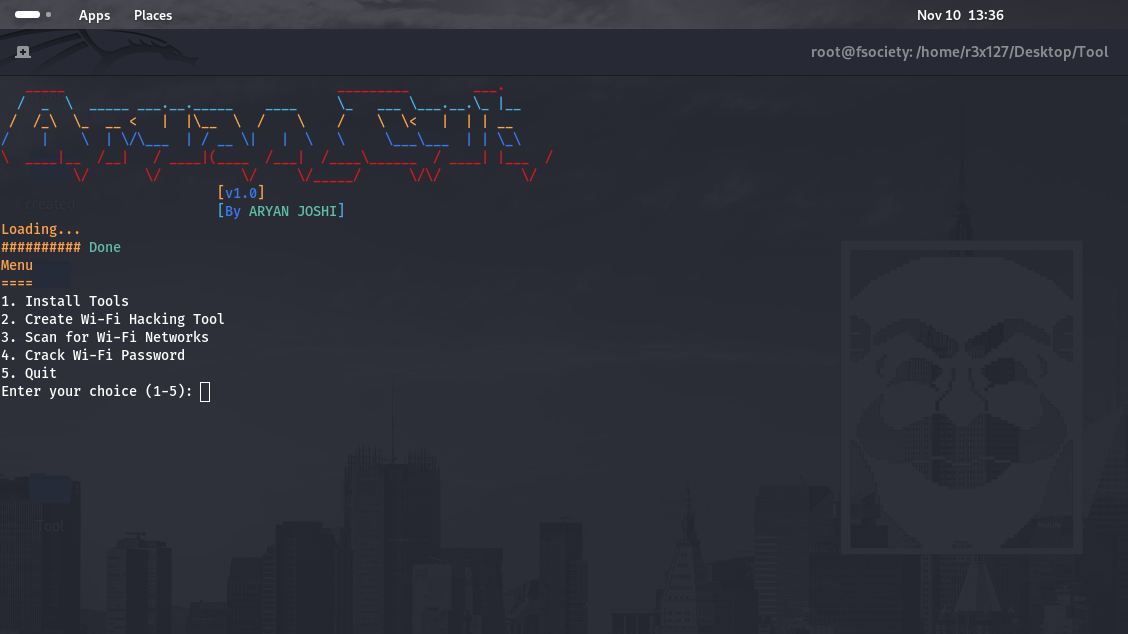 Apps Places Nov 10 13:36
root@fsociety: /home/r3x127/Desktop/Tool
[v1.0]
created
[By ARYAN JOSHI]
Loading...
########## Done
Menu
====
1. Install Tools
2. Create Wi-Fi Hacking Tool
3. Scan for Wi-Fi Networks
4. Crack Wi-Fi Password
5. Quit
Enter your choice (1-5):
Tool